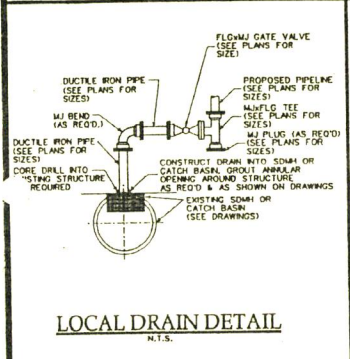 FLGxMJ GATE VALVE
(SEE PLANS FOR
SIZE)
DUCTILE IRON PIPE
(SEE PLANS FOR
SIZES)
PROPOSED PIPELINE
(SEE PLANS FOR
SIZES)
MJ BEND
(AS REQ'D.)
MJxFLG TEE
(SEE PLANS FOR
SIZES)
MJ PLUG (AS REQ'D)
(SEE PLANS FOR
SIZES)
DUCTILE IRON PIPE
(SEE PLANS FOR
SIZES)
CORE DRILL INTO
STRUCTURE
REQUIRED
CONSTRUCT DRAIN INTO SDMH OR
CATCH BASIN, GROUT ANNULAR
OPENING AROUND STRUCTURE
AS REQ'D & AS SHOWN ON DRAWINGS
EXISTING SDMH OR
CATCH BASIN
(SEE DRAWINGS)
LOCAL DRAIN DETAIL
N.T.S.